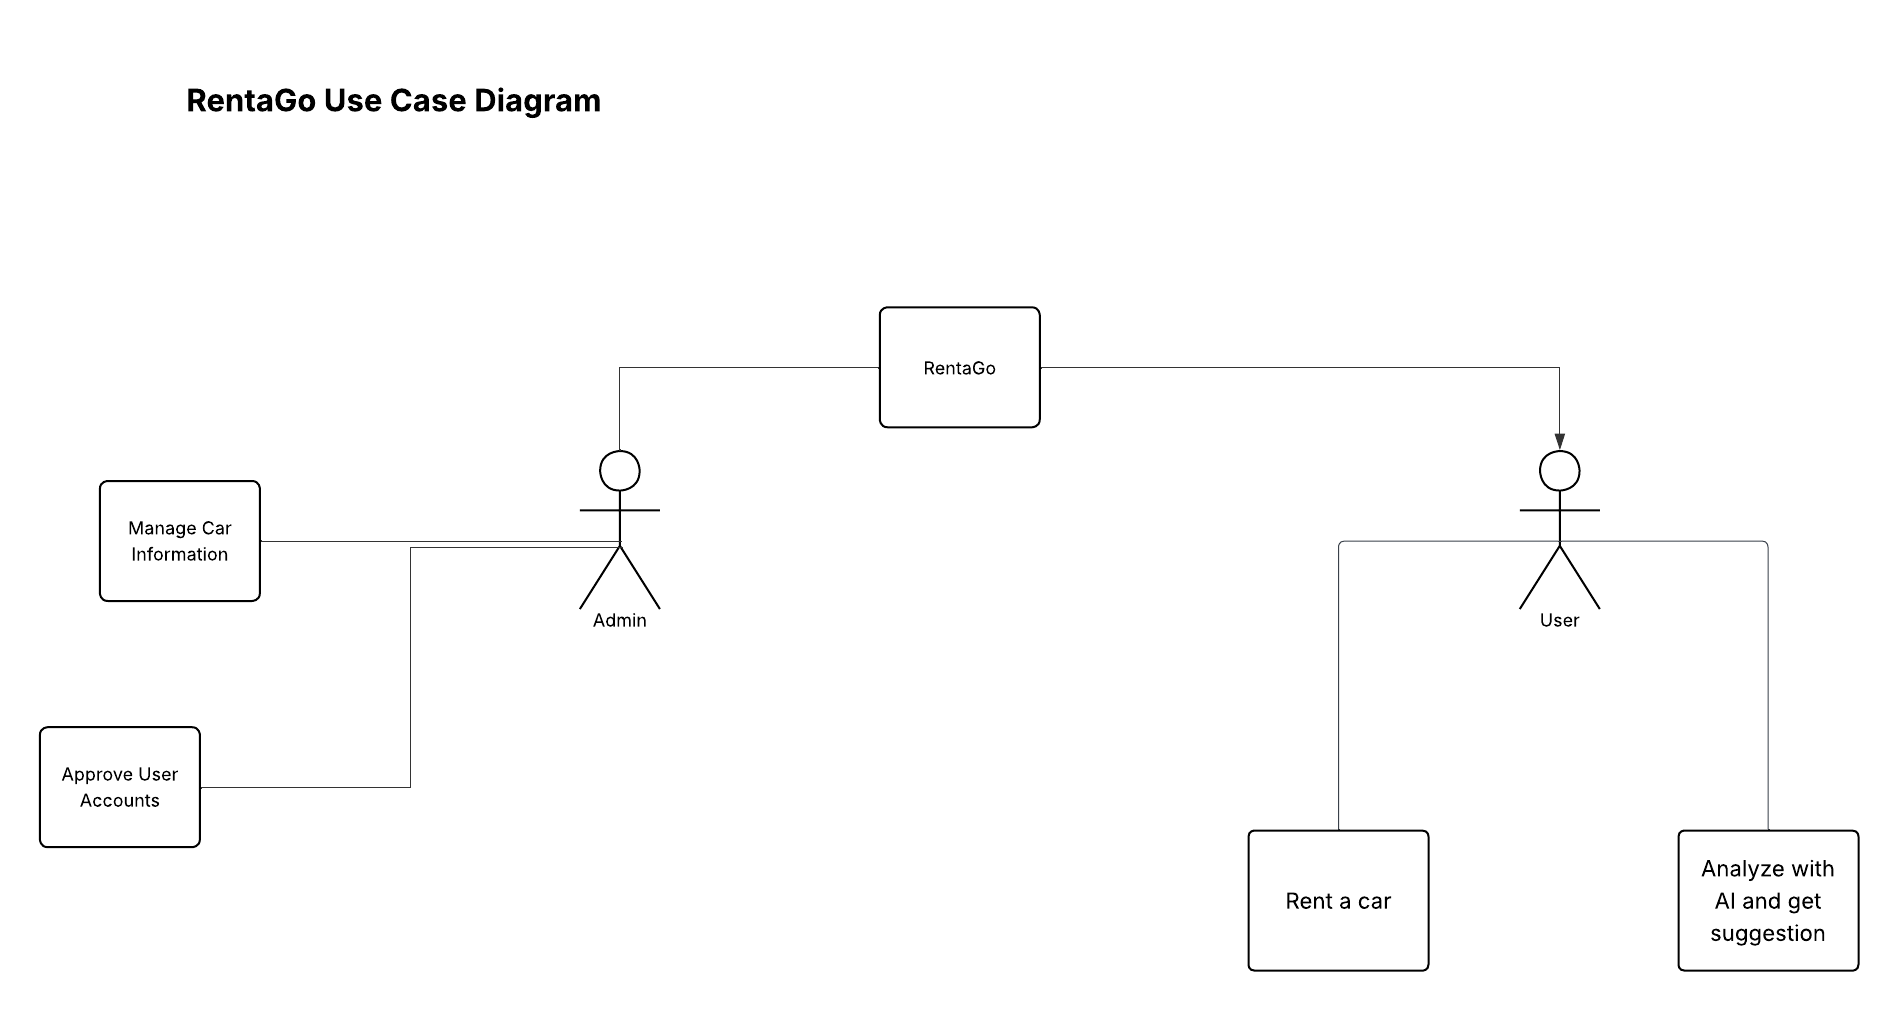 RentaGo Use Case Diagram
RentaGo
Manage Car
Information
Admin
User
Approve User
Accounts
Rent a car
Analyze with
AI and get
suggestion